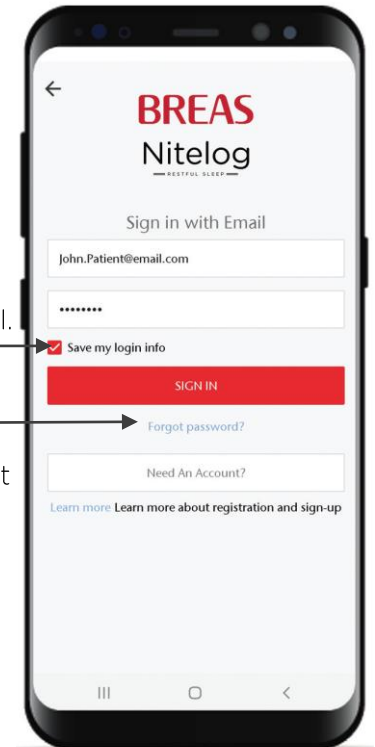 BREAS
Nitelog
RESTFUL SLEEP
Sign in with Email
John.Patient@email.com
••••••••
l.
Save my login info
SIGN IN
Forgot password?
t
Need An Account?
Learn more Learn more about registration and sign-up